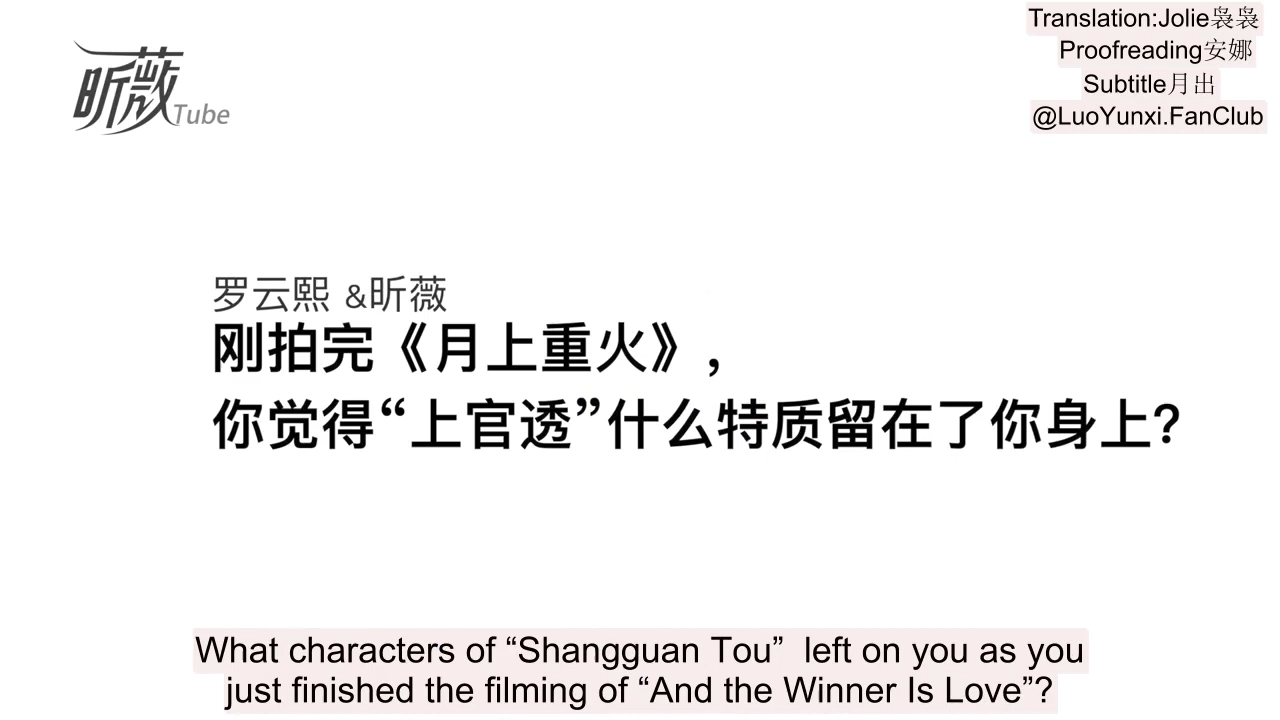 昕薇Tube
Translation:Jolie袅袅
Proofreading安娜
Subtitle月出
@LuoYunxi.FanClub
罗云熙 &昕薇
刚拍完《月上重火》,
你觉得“上官透”什么特质留在了你身上?
What characters of “Shangguan Tou”  left on you as you
just finished the filming of “And the Winner Is Love”?